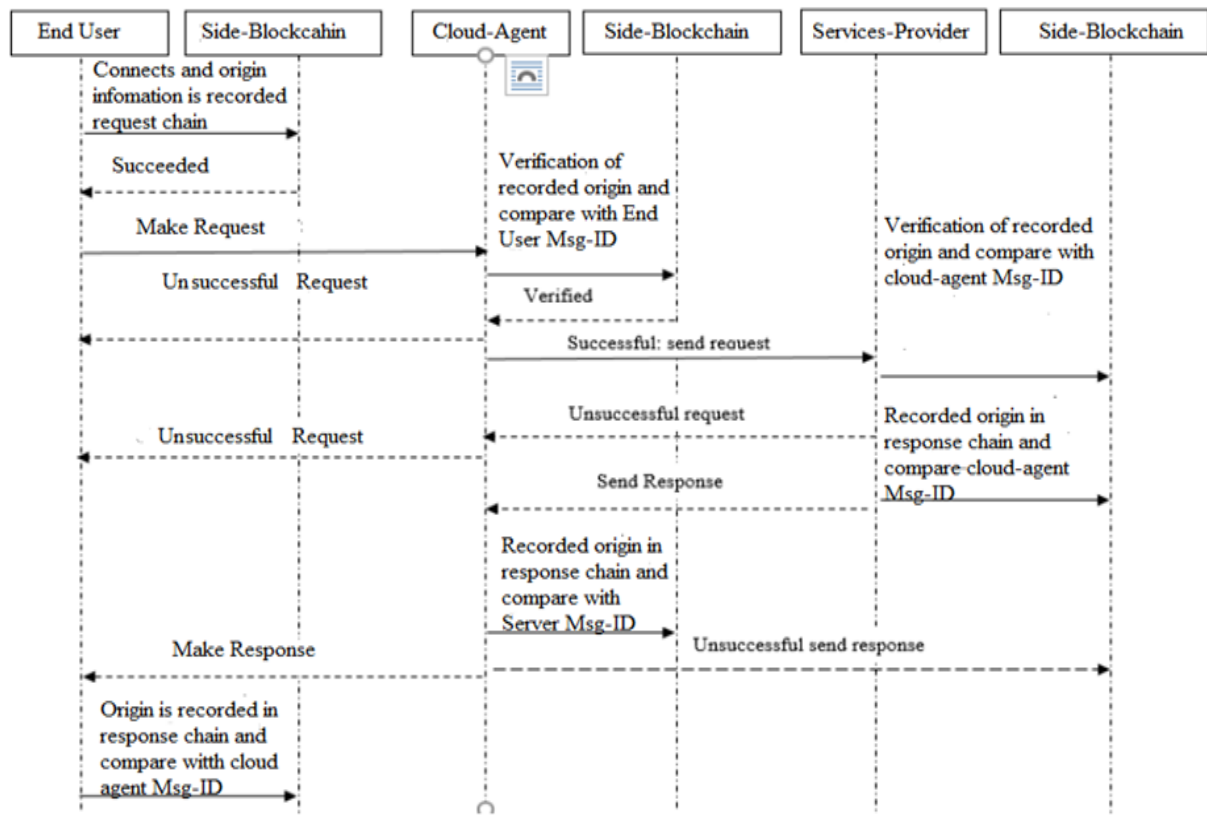 End User
Side-Blockcahin
Cloud-Agent
Side-Blockchain
Services-Provider
Side-Blockchain
Connects and origin
infomation is recorded
request chain
Succeeded
Verification of
recorded origin and
compare with End
User Msg-ID
Make Request
Verification of recorded
origin and compare with
cloud-agent Msg-ID
Unsuccessful Request
Verified
Successful: send request
Unsuccessful request
Recorded origin in
response chain and
compare cloud-agent
Msg-ID
Unsuccessful Request
Send Response
Recorded origin in
response chain and
compare with
Server Msg-ID
Unsuccessful send response
Make Response
Origin is recorded in
response chain and
compare witth cloud
agent Msg-ID